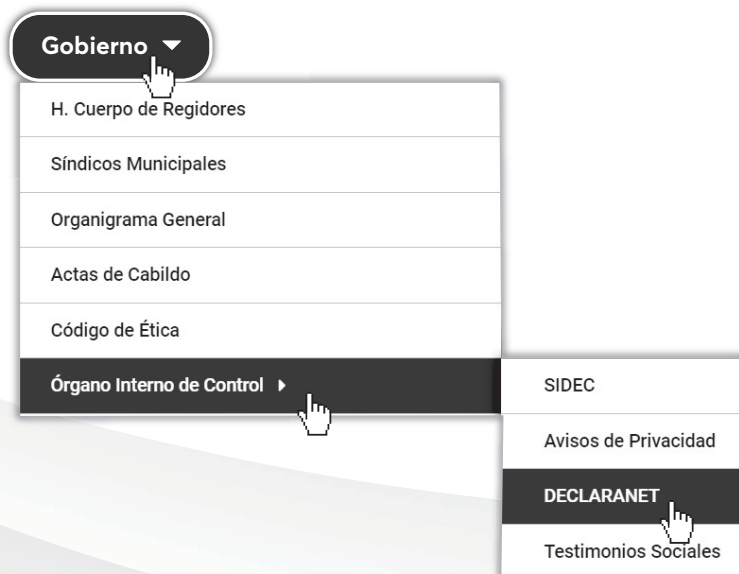 Gobierno
H. Cuerpo de Regidores
Síndicos Municipales
Organigrama General
Actas de Cabildo
Código de Ética
Órgano Interno de Control
SIDEC
Avisos de Privacidad
DECLARANET
Testimonios Sociales